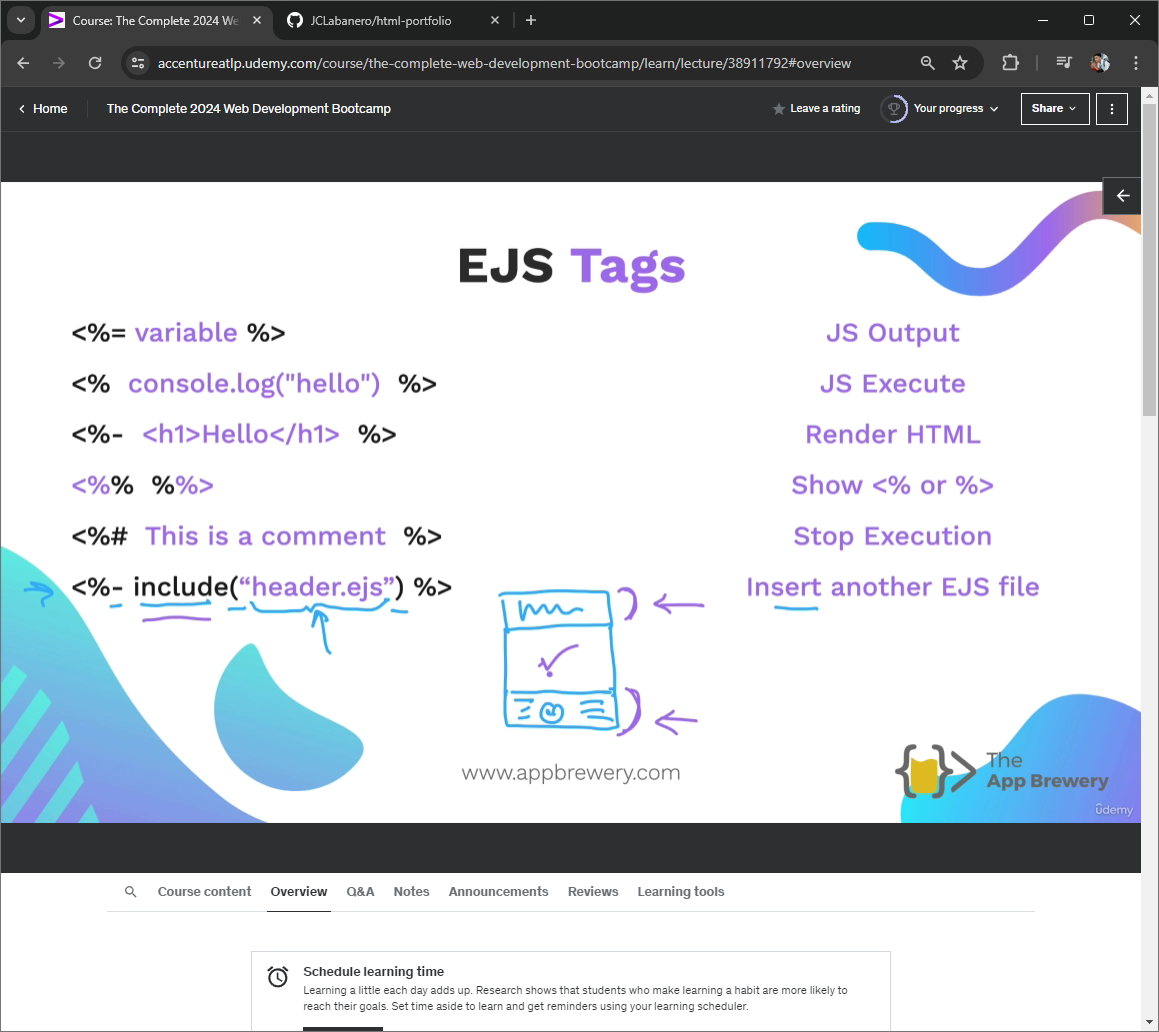 Course: The Complete 2024 We
JCLabanero/html-portfolio
accentureatlp.udemy.com/course/the-complete-web-development-bootcamp/learn/lecture/38911792#overview
Home
The Complete 2024 Web Development Bootcamp
Leave a rating
Your progress
Share
EJS Tags
<%= variable %> JS Output
<% console.log("hello") %> JS Execute
<%- <h1>Hello</h1> %> Render HTML
<%% %%> Show <% or %>
<%# This is a comment %> Stop Execution
<%- include(“header.ejs”) %> Insert another EJS file
www.appbrewery.com
The
App Brewery
ûdemy
Course content Overview Q&A Notes Announcements Reviews Learning tools
Schedule learning time
Learning a little each day adds up. Research shows that students who make learning a habit are more likely to
reach their goals. Set time aside to learn and get reminders using your learning scheduler.